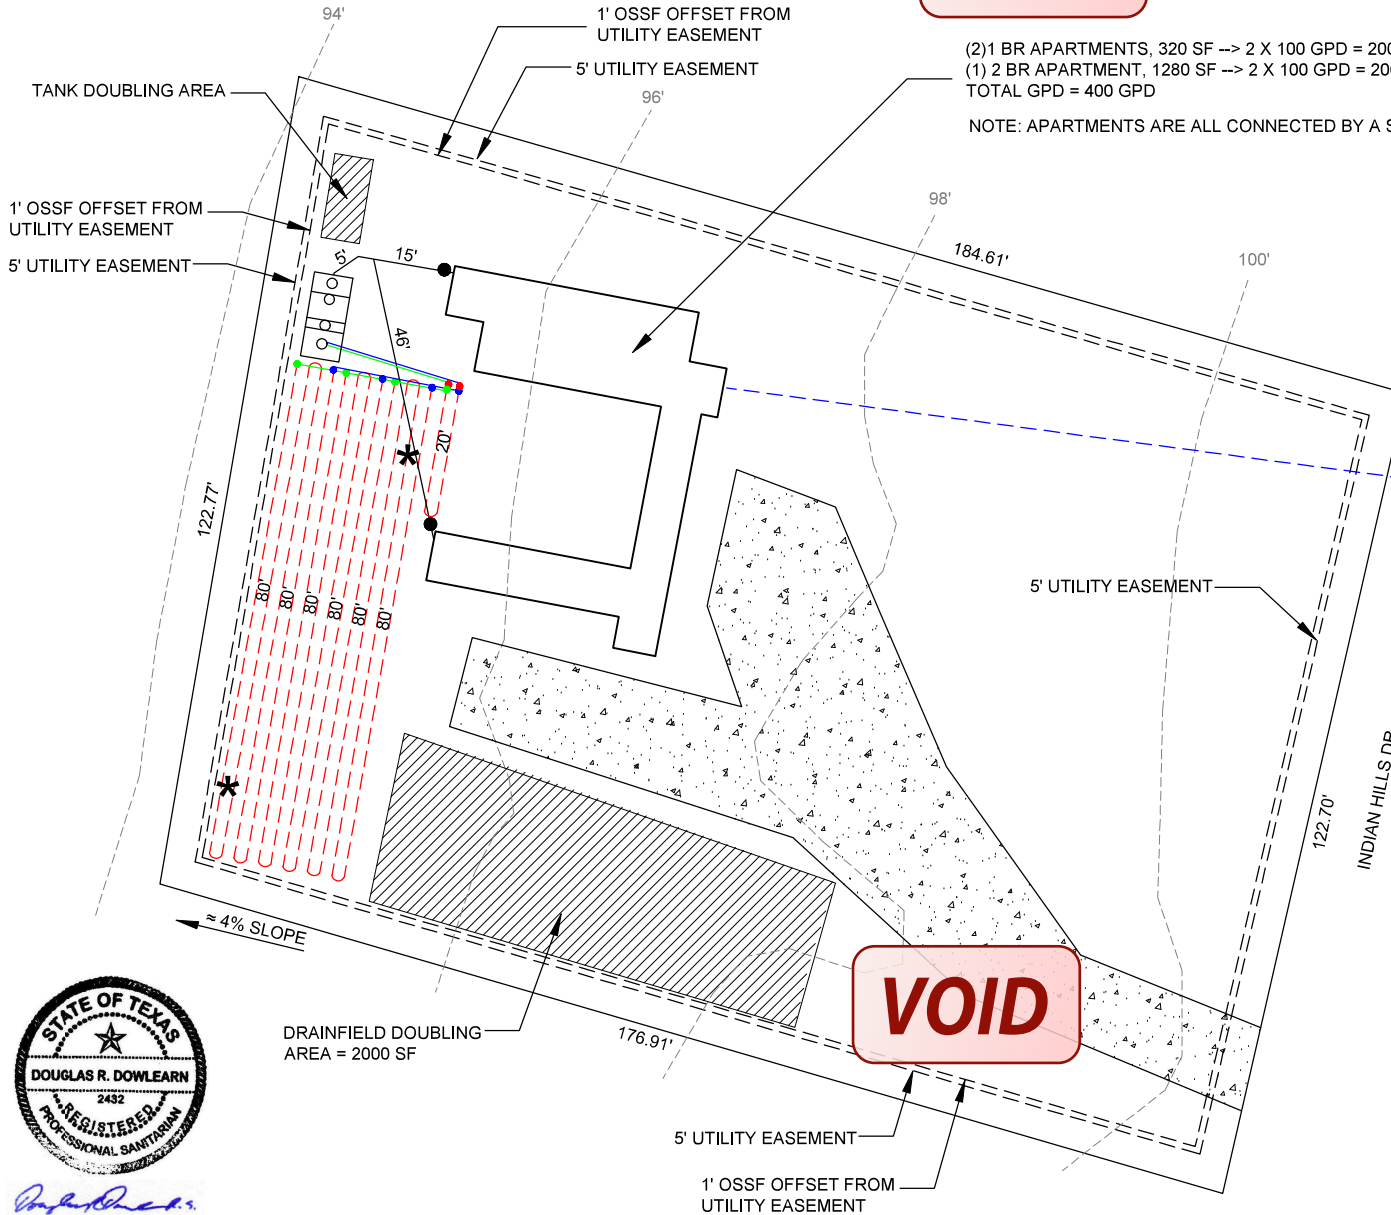 94'
1' OSSF OFFSET FROM
UTILITY EASEMENT
5' UTILITY EASEMENT
TANK DOUBLING AREA
96'
(2)1 BR APARTMENTS, 320 SF --> 2 X 100 GPD = 200
(1) 2 BR APARTMENT, 1280 SF --> 2 X 100 GPD = 200
TOTAL GPD = 400 GPD
NOTE: APARTMENTS ARE ALL CONNECTED BY A S
1' OSSF OFFSET FROM
UTILITY EASEMENT
5' UTILITY EASEMENT
98'
184.61'
100'
5'
15'
46'
20'
*
122.77'
80'
80'
80'
80'
80'
80'
5' UTILITY EASEMENT
*
122.70'
INDIAN HILLS DR
≈ 4% SLOPE
VOID
176.91'
DRAINFIELD DOUBLING
AREA = 2000 SF
5' UTILITY EASEMENT
1' OSSF OFFSET FROM
UTILITY EASEMENT
STATE OF TEXAS
DOUGLAS R. DOWLEARN
2432
REGISTERED
PROFESSIONAL SANITARIAN